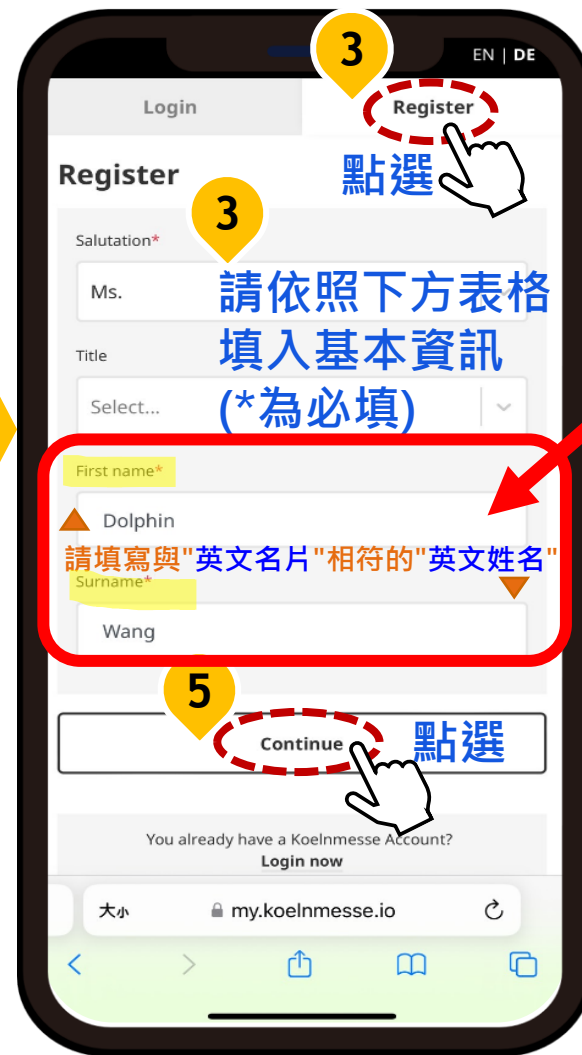 3
EN | DE
Login
Register
點選
Register
3
Salutation*
Ms.
請依照下方表格
填入基本資訊
(*為必填)
Title
Select...
First name*
Dolphin
請填寫與"英文名片"相符的"英文姓名"
Surname*
Wang
5
Continue
點選
You already have a Koelnmesse Account?
Login now
大小
my.koelnmesse.io